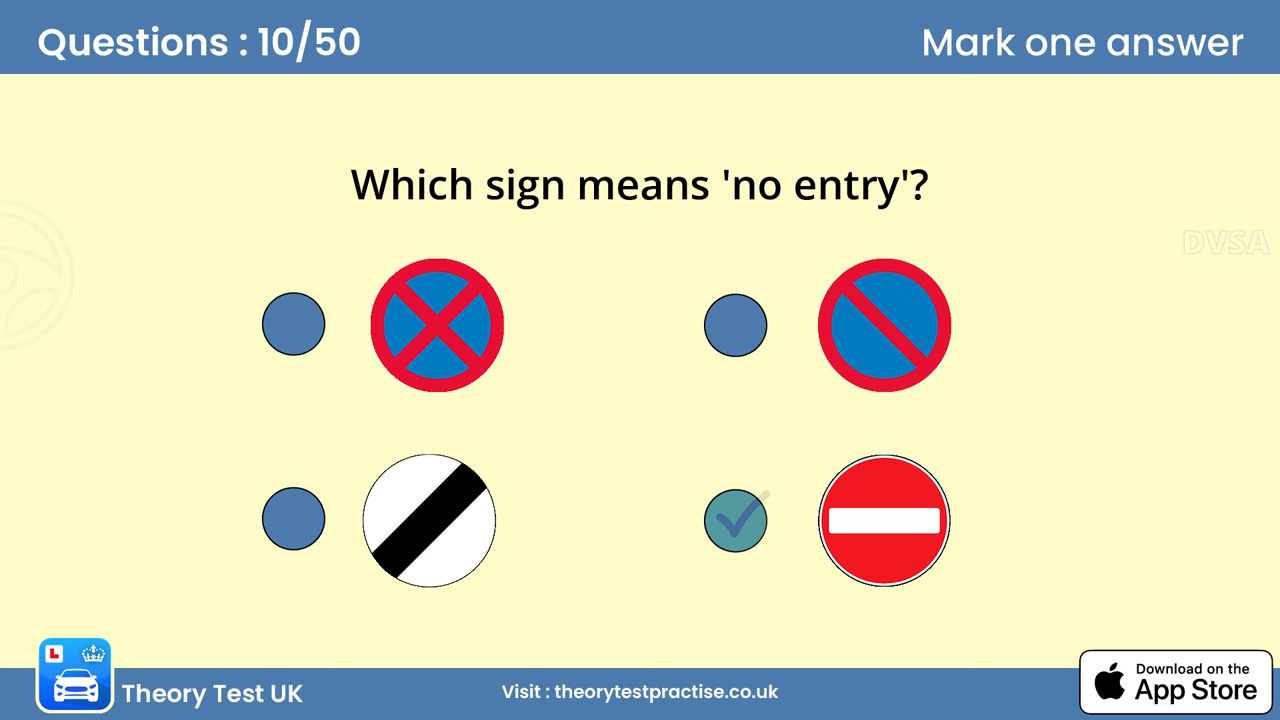 Questions : 10/50
Mark one answer
Which sign means 'no entry'?
DVSA
L
Theory Test UK
Visit : theorytestpractise.co.uk
Download on the
App Store